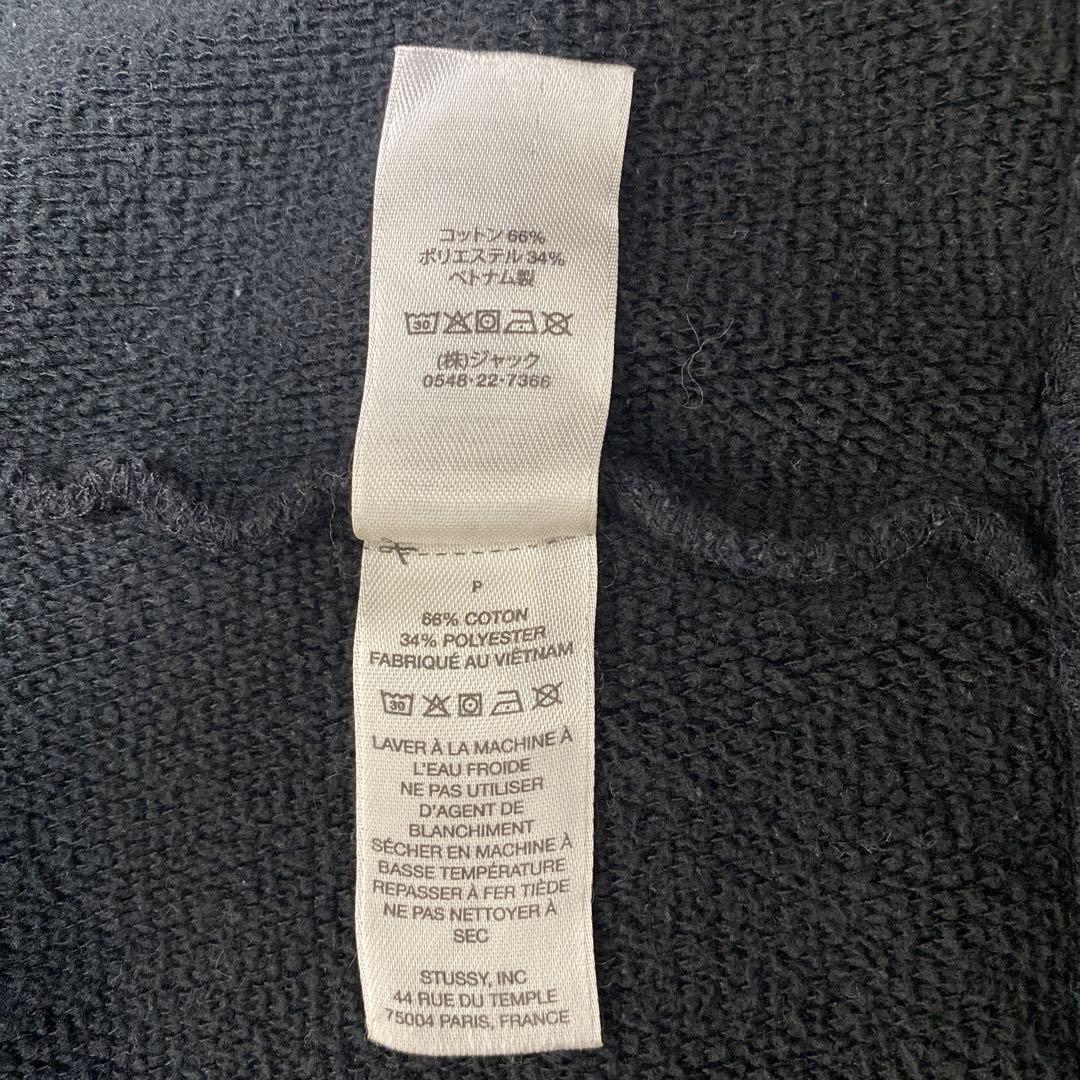 コットン 66%
ポリエステル 34%
ベトナム製
30
(株)ジャック
0548-22-7366
P
66% COTON
34% POLYESTER
FABRIQUÉ AU VIÊTNAM
30
LAVER À LA MACHINE À
L'EAU FROIDE
NE PAS UTILISER
D'AGENT DE
BLANCHIMENT
SÉCHER EN MACHINE À
BASSE TEMPÉRATURE
REPASSER À FER TIÈDE
NE PAS NETTOYER À
SEC
STUSSY, INC
44 RUE DU TEMPLE
75004 PARIS, FRANCE